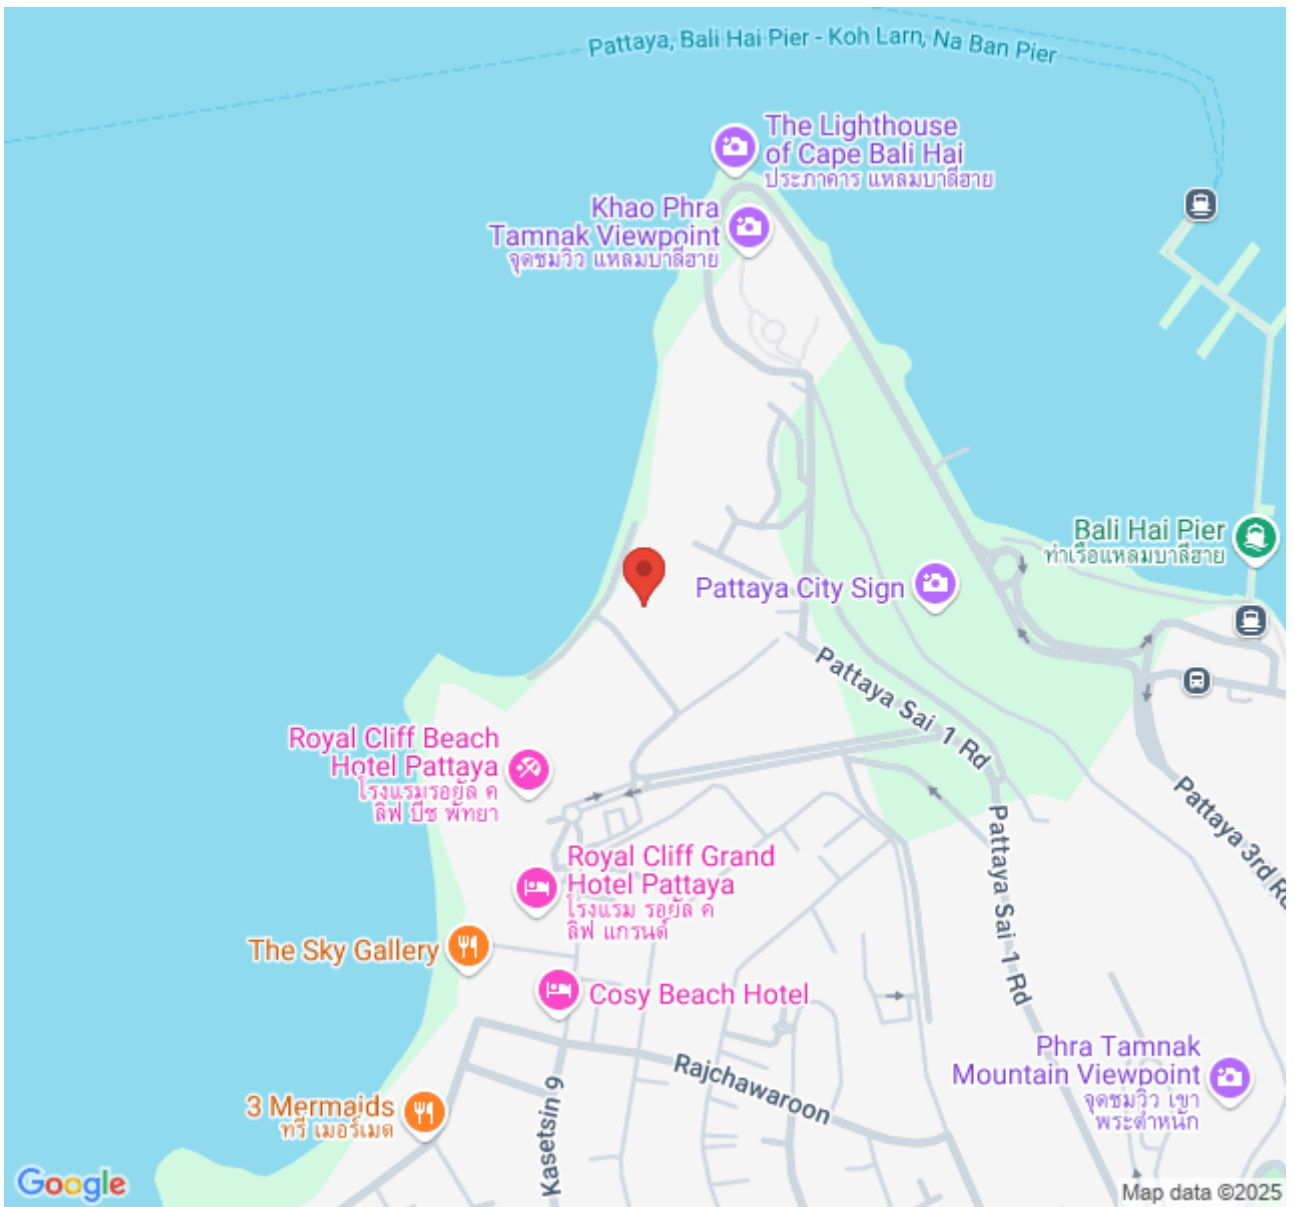 Pattaya, Bali Hai Pier - Koh Larn, Na Ban Pier
The Lighthouse
of Cape Bali Hai
ประภาคาร แหลมบาลีฮาย
Khao Phra
Tamnak Viewpoint
จุดชมวิว แหลมบาลีฮาย
Bali Hai Pier
ท่าเรือแหลมบาลีฮาย
Pattaya City Sign
Pattaya Sai 1 Rd
Royal Cliff Beach
Hotel Pattaya
โรงแรมรอยัล ค
ลิฟ บีช พัทยา
Pattaya 3rd R
Pattaya Sai 1 Rd
Royal Cliff Grand
Hotel Pattaya
โรงแรม รอยัล ค
ลิฟ แกรนด์
The Sky Gallery
Cosy Beach Hotel
Phra Tamnak
Mountain Viewpoint
จุดชมวิว เขา
พระตำหนัก
Rajchawaroon
3 Mermaids
ทรี เมอร์เมด
Kasetsin 9
Google
Map data ©2025